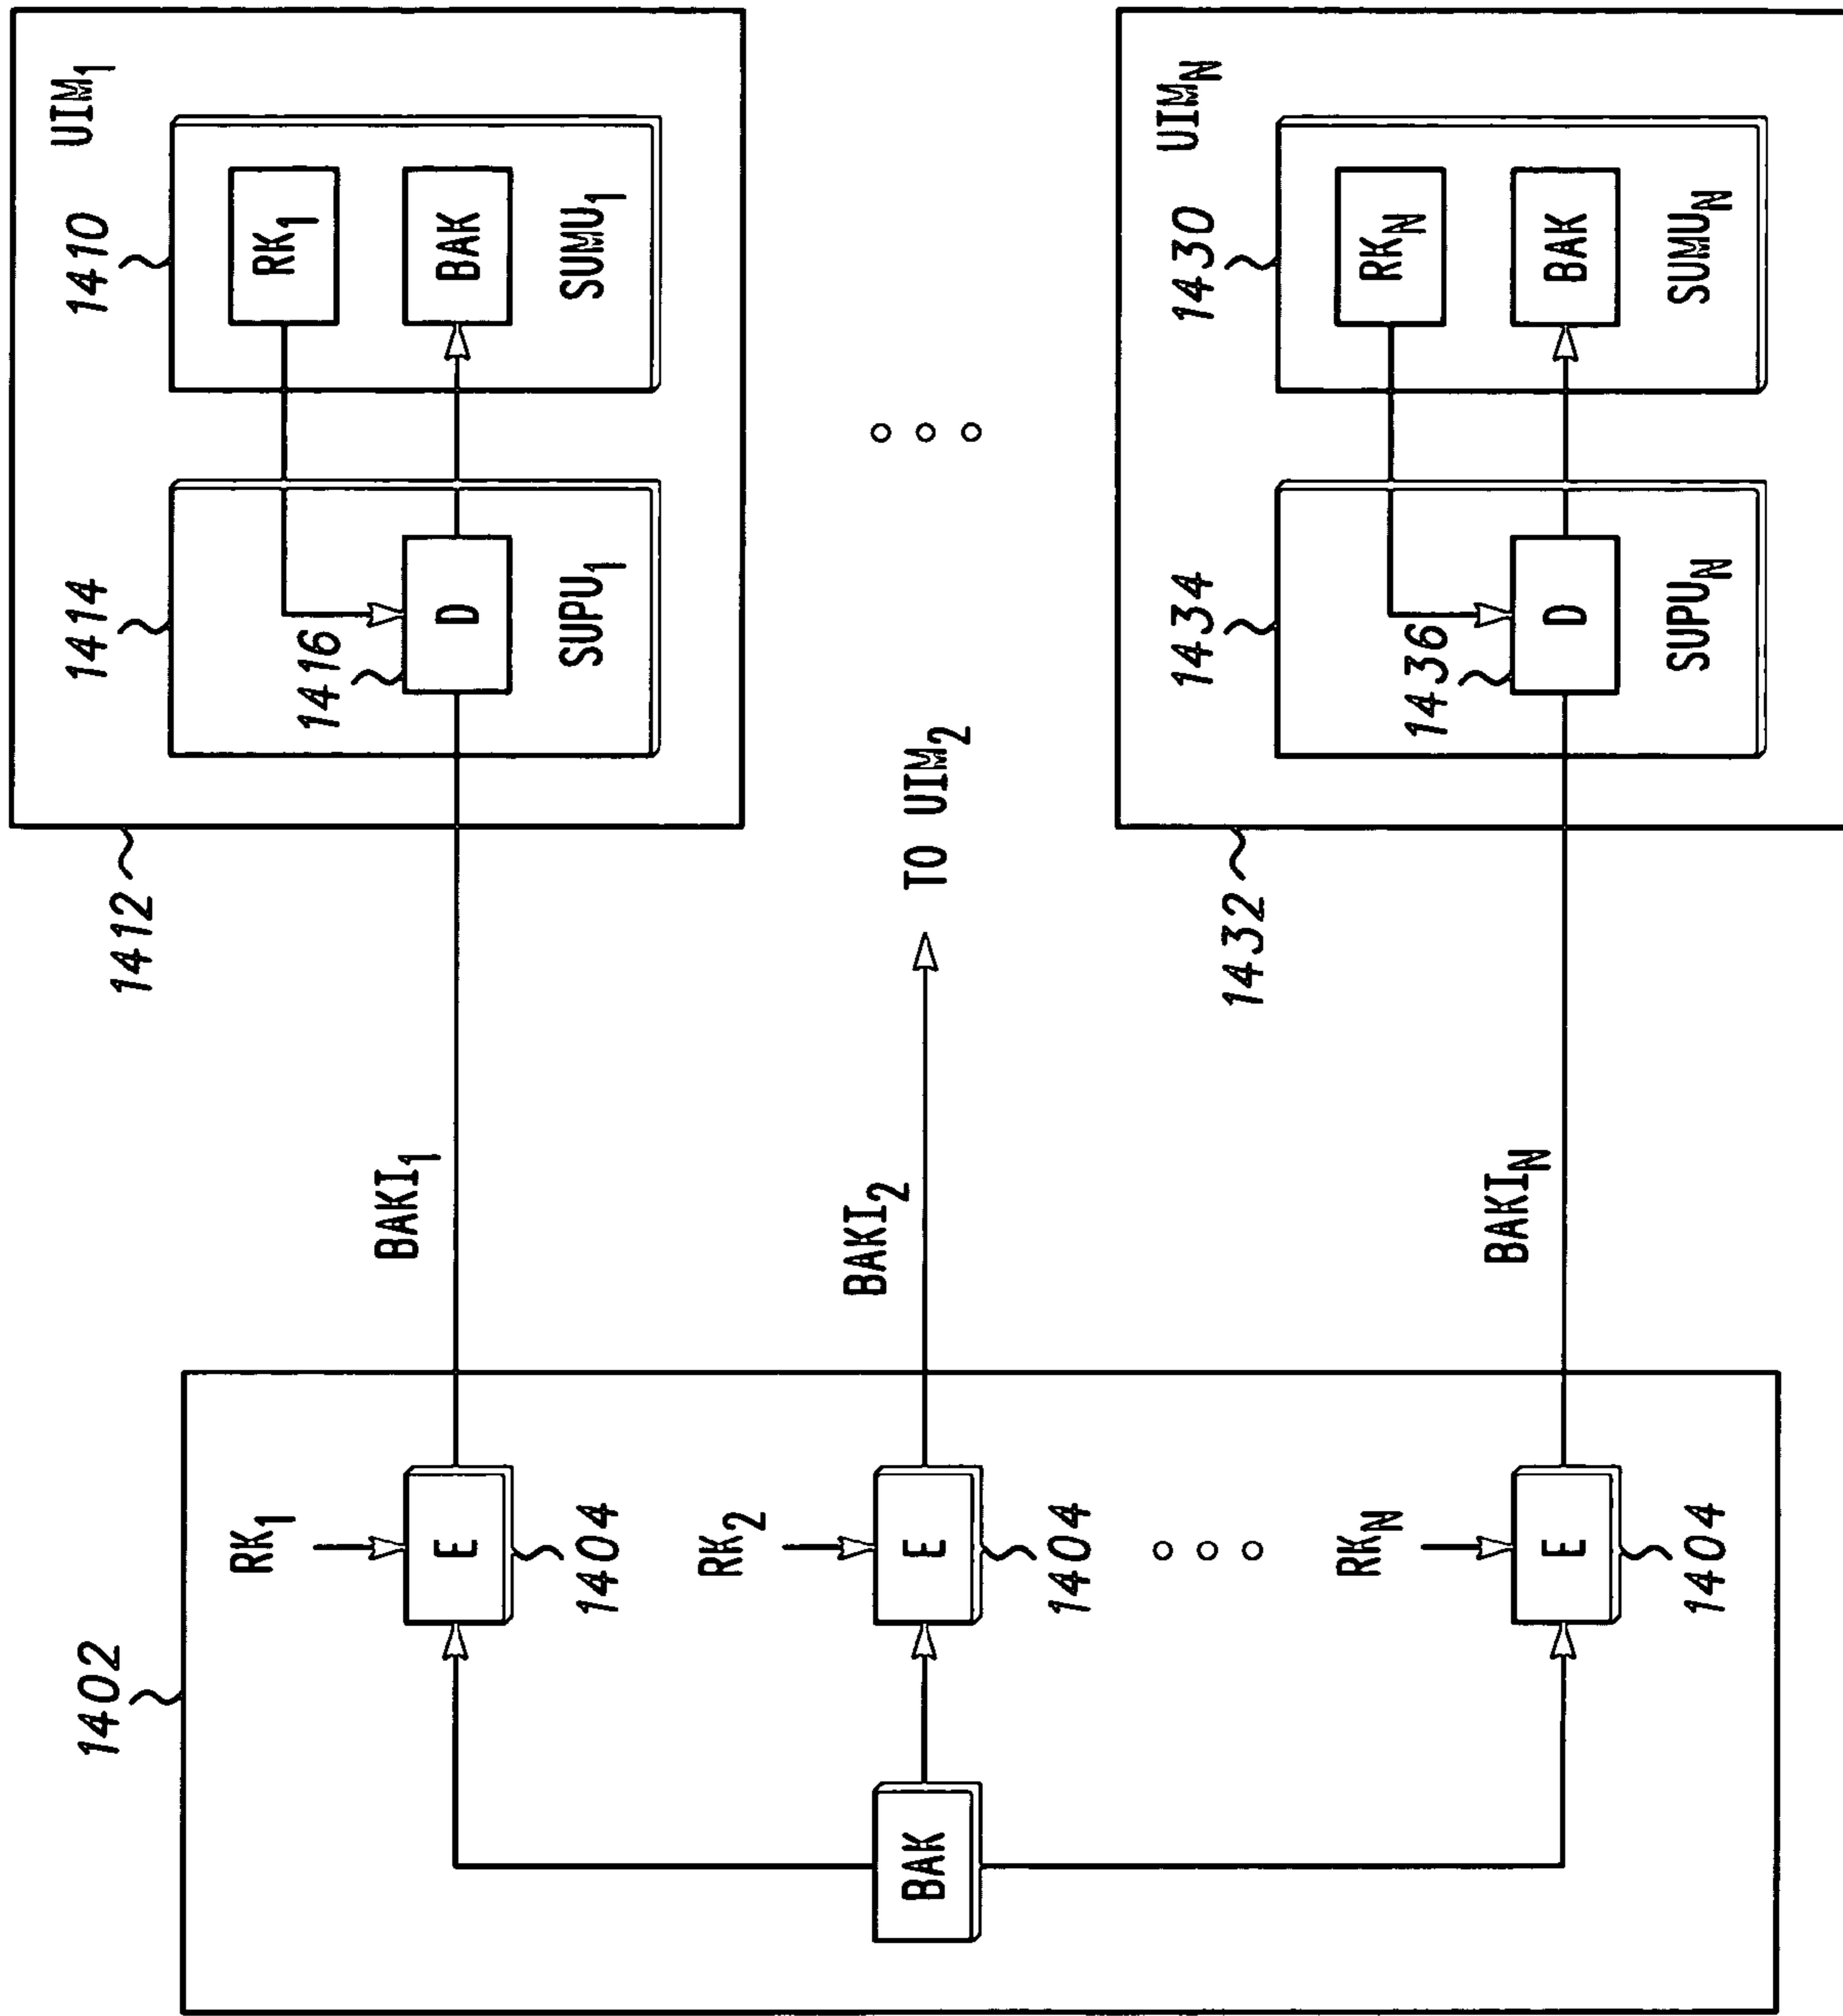 1402
RK1
E
1404
RK2
E
1404
BAK
RKN
E
1404
BAKI1
BAKI2
TO UIM2
BAKIN
1412
UIM1
1414
1416
D
SUPU1
1410
RK1
BAK
SUMU1
1432
UIMN
1434
1436
D
SUPUN
1430
RKN
BAK
SUMUN